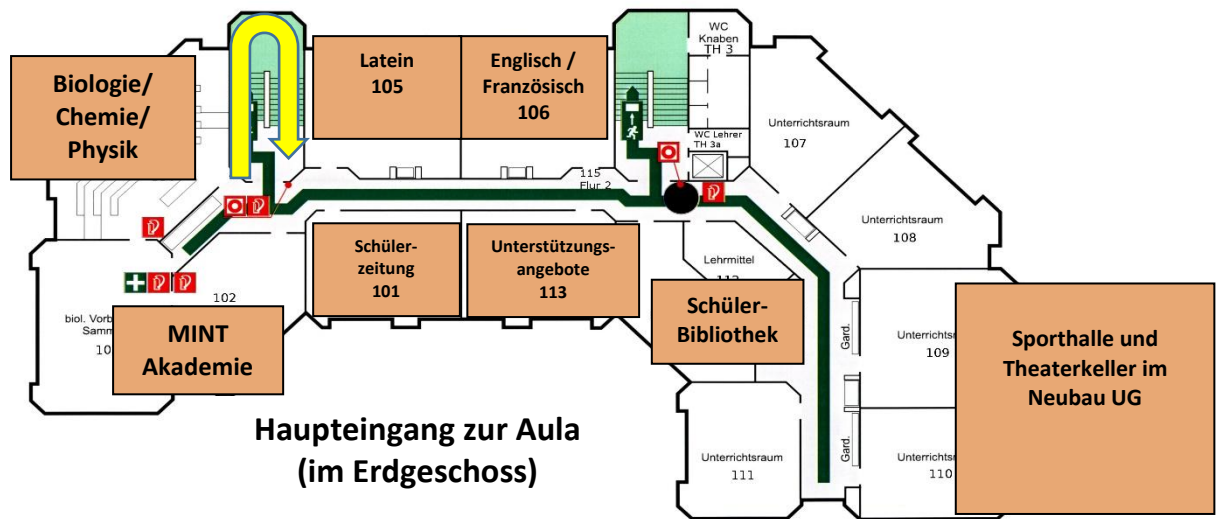 WC
Knaben
TH 3
Biologie/
Chemie/
Physik
Latein
105
Englisch /
Französisch
106
WC Lehrer
TH 3a
Unterrichtsraum
107
115
Flur 2
Unterrichtsraum
108
Schüler-
zeitung
101
Unterstützungs-
angebote
113
Lehrmittel
102
biol. Vorb
Samm
MINT
Akademie
Schüler-
Bibliothek
Gard.
Unterrichtsra
109
Sporthalle und
Theaterkeller im
Neubau UG
Haupteingang zur Aula
(im Erdgeschoss)
Unterrichtsraum
111
Gard.
Unterrichtsr
110